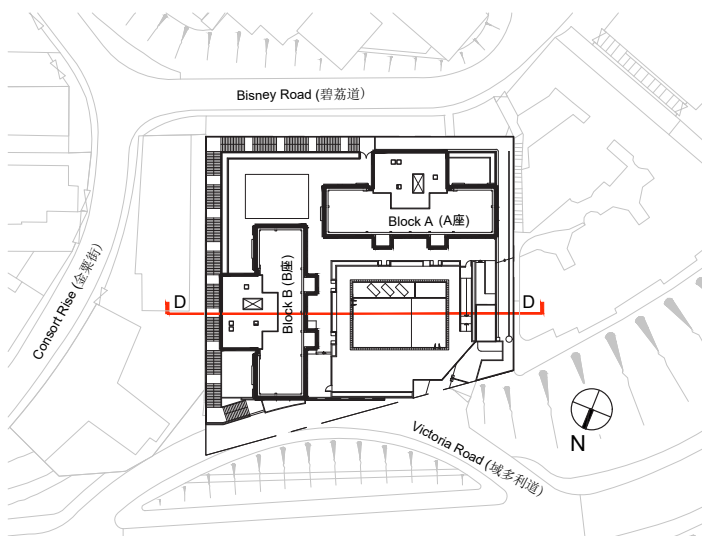 Bisney Road (碧荔道)
Block A (A座)
Block B (B座)
Consort Rise (金粟街)
D
D
Victoria Road (域多利道)
N